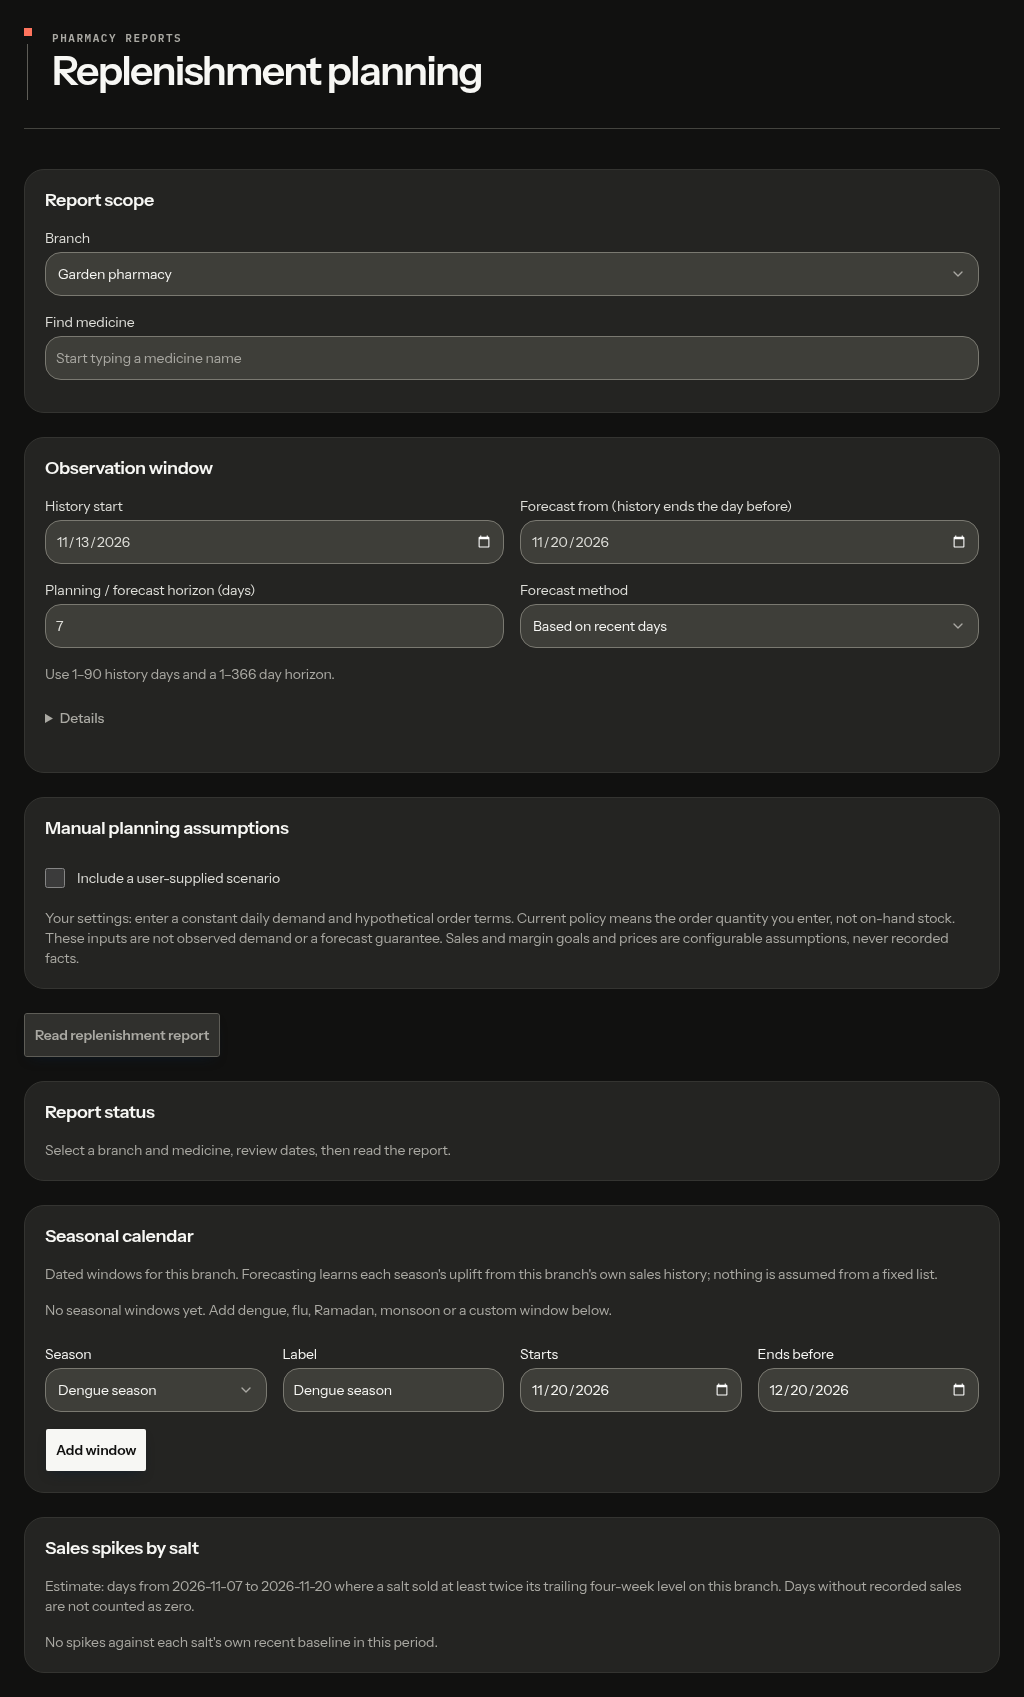 PHARMACY REPORTS
Replenishment planning
Report scope
Branch
Garden pharmacy
Find medicine
Start typing a medicine name
Observation window
History start
Forecast from (history ends the day before)
11/13/2026
11/20/2026
Planning / forecast horizon (days)
Forecast method
7
Based on recent days
Use 1–90 history days and a 1–366 day horizon.
Details
Manual planning assumptions
Include a user-supplied scenario
Your settings: enter a constant daily demand and hypothetical order terms. Current policy means the order quantity you enter, not on-hand stock.
These inputs are not observed demand or a forecast guarantee. Sales and margin goals and prices are configurable assumptions, never recorded
facts.
Read replenishment report
Report status
Select a branch and medicine, review dates, then read the report.
Seasonal calendar
Dated windows for this branch. Forecasting learns each season's uplift from this branch's own sales history; nothing is assumed from a fixed list.
No seasonal windows yet. Add dengue, flu, Ramadan, monsoon or a custom window below.
Season
Label
Starts
Ends before
Dengue season
Dengue season
11/20/2026
12/20/2026
Add window
Sales spikes by salt
Estimate: days from 2026-11-07 to 2026-11-20 where a salt sold at least twice its trailing four-week level on this branch. Days without recorded sales
are not counted as zero.
No spikes against each salt's own recent baseline in this period.